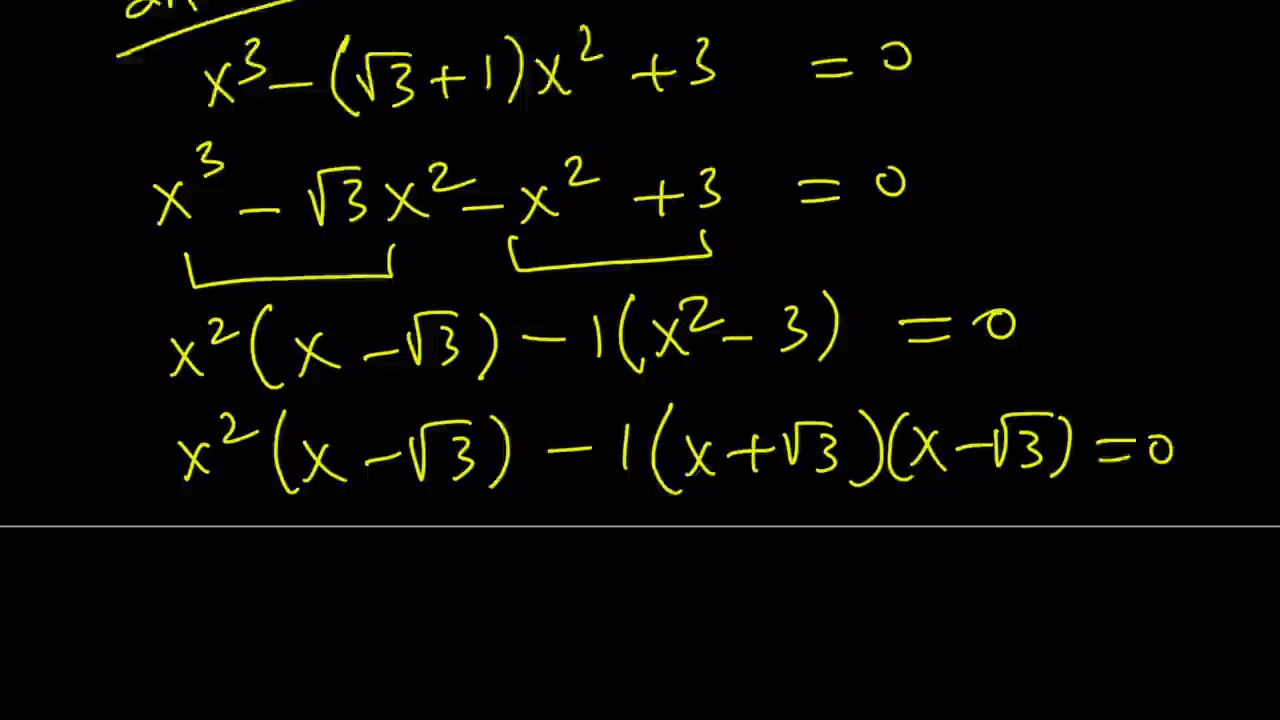 x³ − (√3 + 1)x² + 3 = 0
x³ − √3x² − x² + 3 = 0
x²(x − √3) − 1(x² − 3) = 0
x²(x − √3) − 1(x + √3)(x − √3) = 0